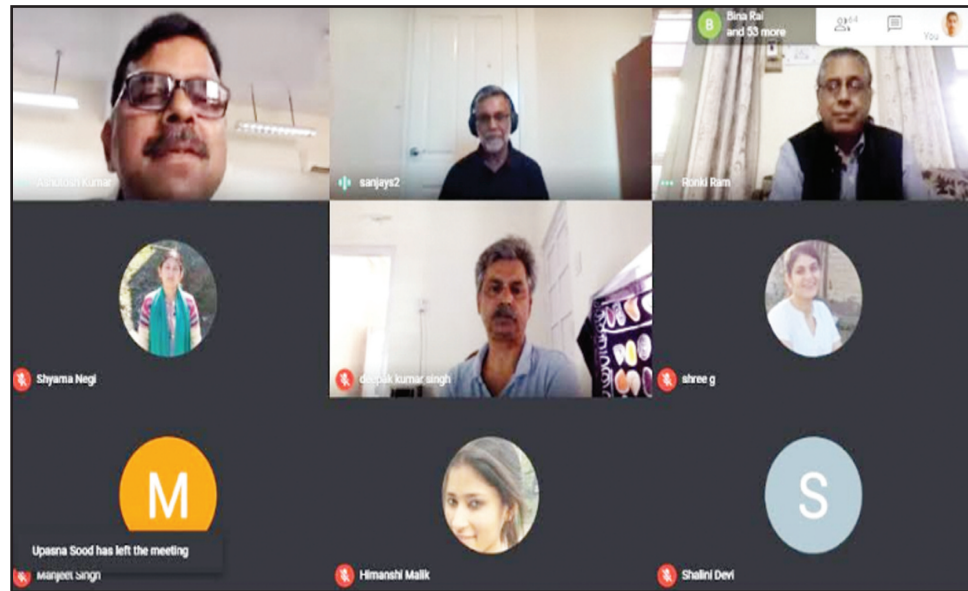 Bina Rai
and 53 more
64
You
Kumar
sanjays2
Ronki Ram
Shyama Negi
deepak kumar singh
shree g
M
S
Upasna Sood has left the meeting
Manjeet Singh
Himanshi Malik
Shalini Devi
B